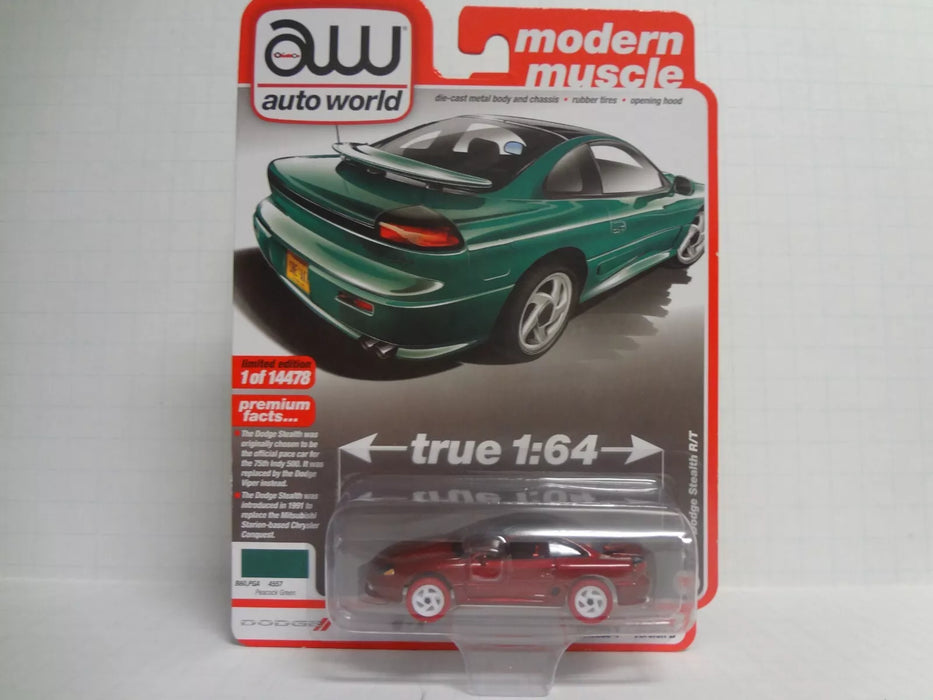 aw
auto world
modern
muscle
die-cast metal body and chassis • rubber tires • opening hood
limited edition
1 of 14478
premium
facts...
The Dodge Stealth was
originally chosen to be
the official pace car for
the 75th Indy 500. It was
replaced by the Dodge
Viper instead.
The Dodge Stealth was
introduced in 1991 to
replace the Mitsubishi
Starion-based Chrysler
Conquest.
true 1:64
Dodge Stealth R/T
4557
Peacock Green
DODGE